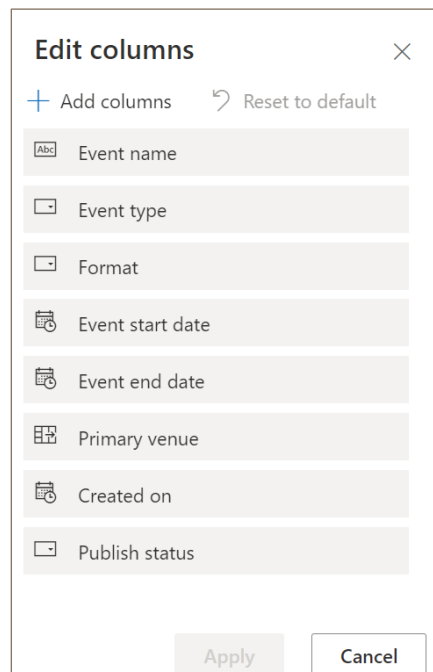 Edit columns
Add columns Reset to default
Abc Event name
Event type
Format
Event start date
Event end date
Primary venue
Created on
Publish status
Apply Cancel